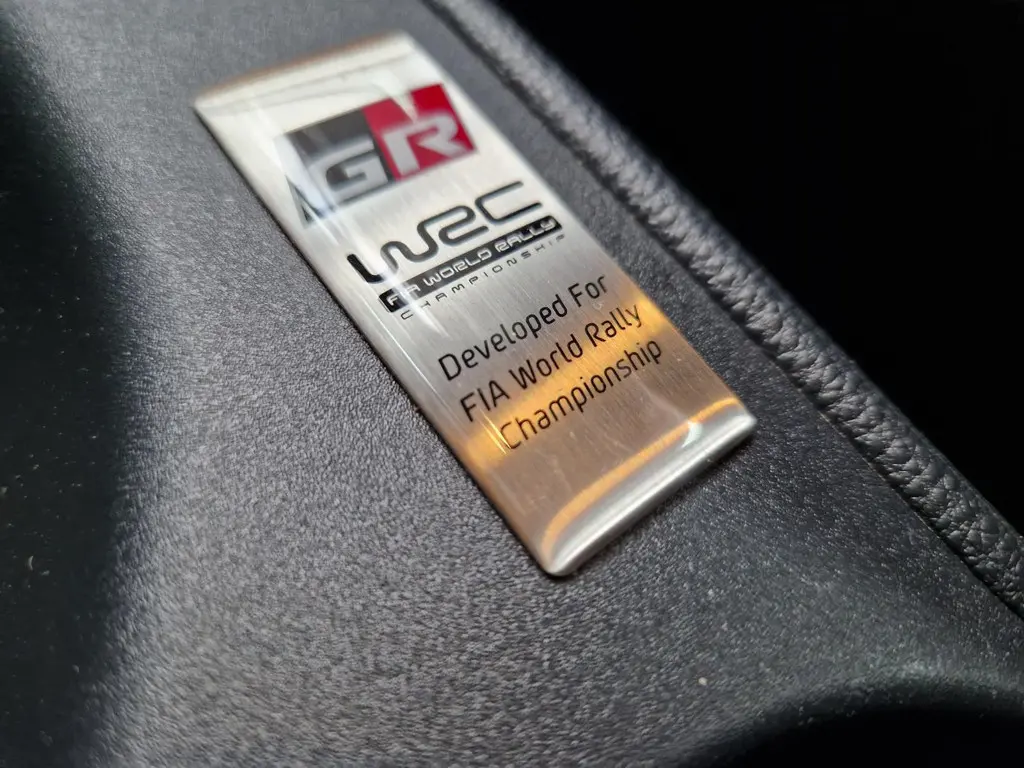 GR
WRC
FIA WORLD RALLY
CHAMPIONSHIP
Developed For
FIA World Rally
Championship